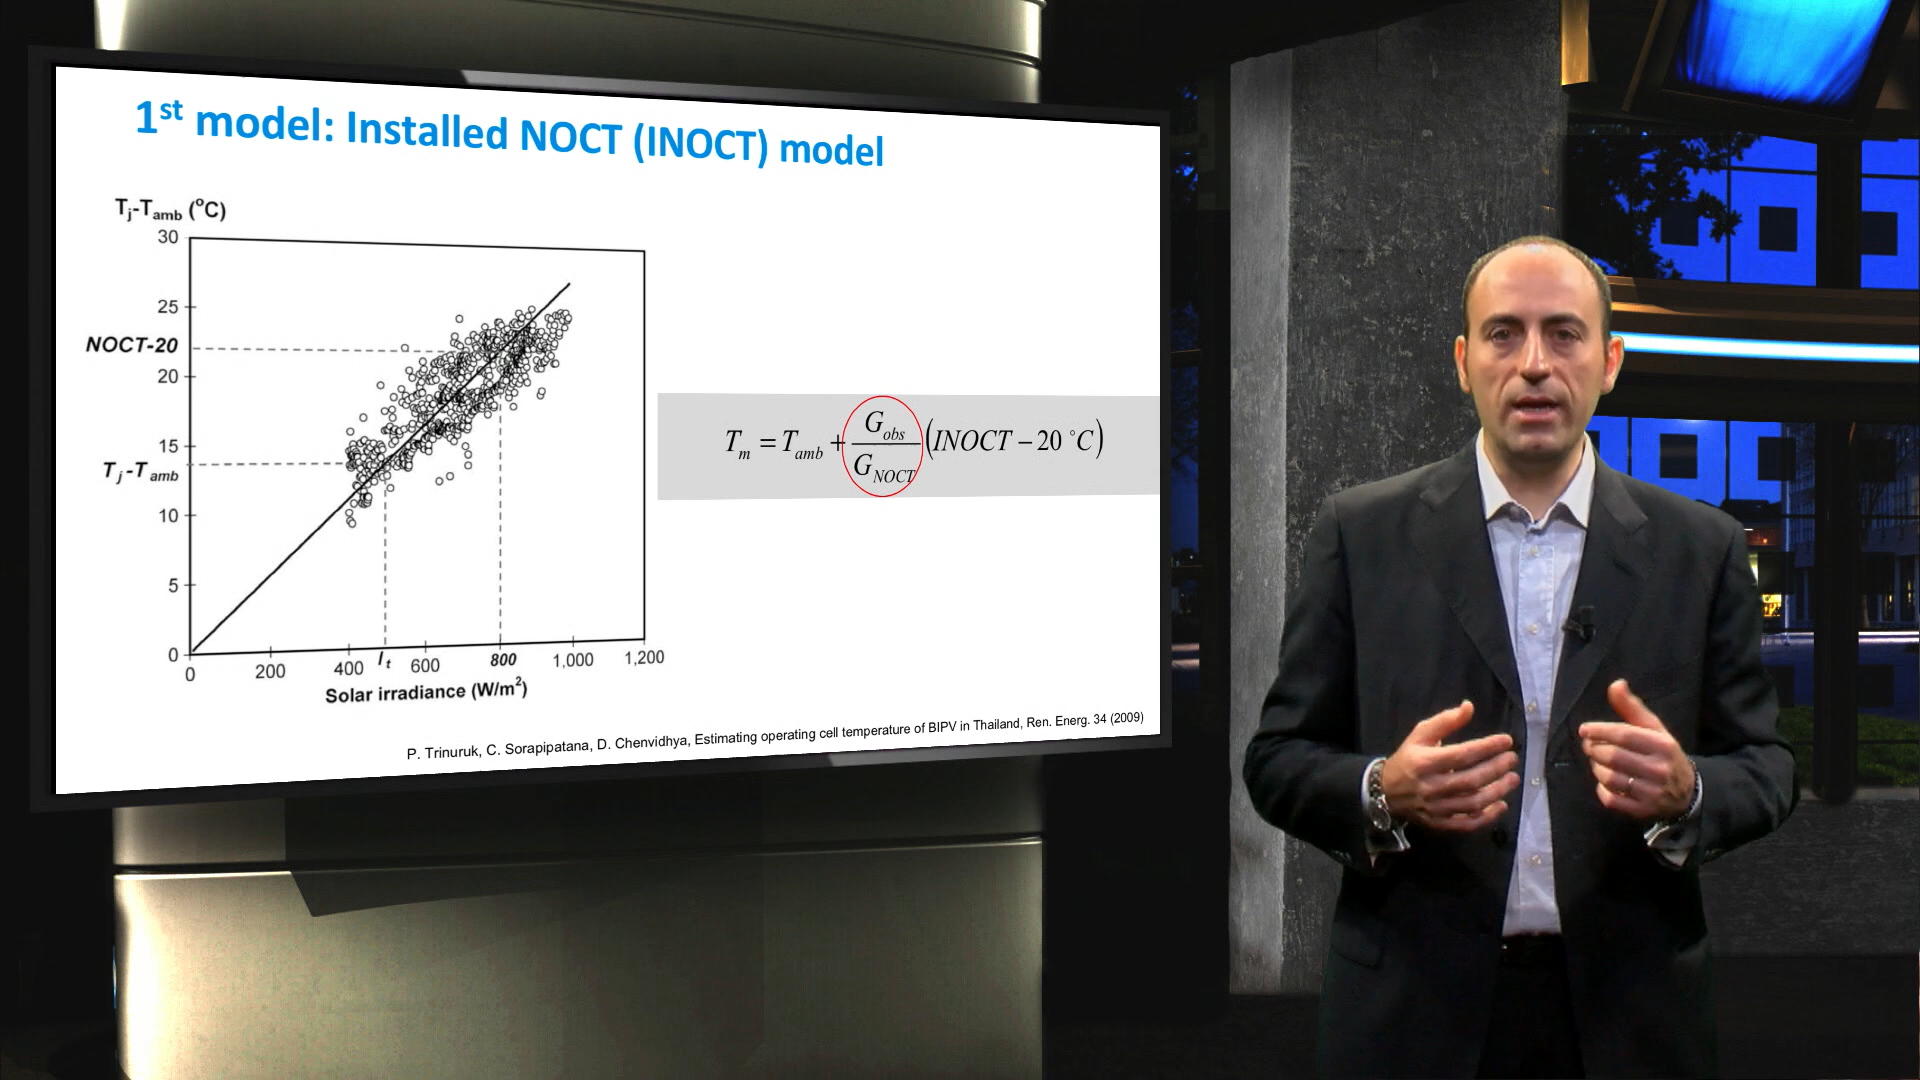 1st model: Installed NOCT (INOCT) model
Tj-Tamb (°C)
30
25
NOCT-20
20
15
Tj-Tamb
10
5
0
0 200 400 It 600 800 1,000 1,200
Solar irradiance (W/m²)
Tm = Tamb + Gobs / GNOCT (INOCT − 20 °C)
P. Trinuruk, C. Sorapipatana, D. Chenvidhya, Estimating operating cell temperature of BIPV in Thailand, Ren. Energ. 34 (2009)